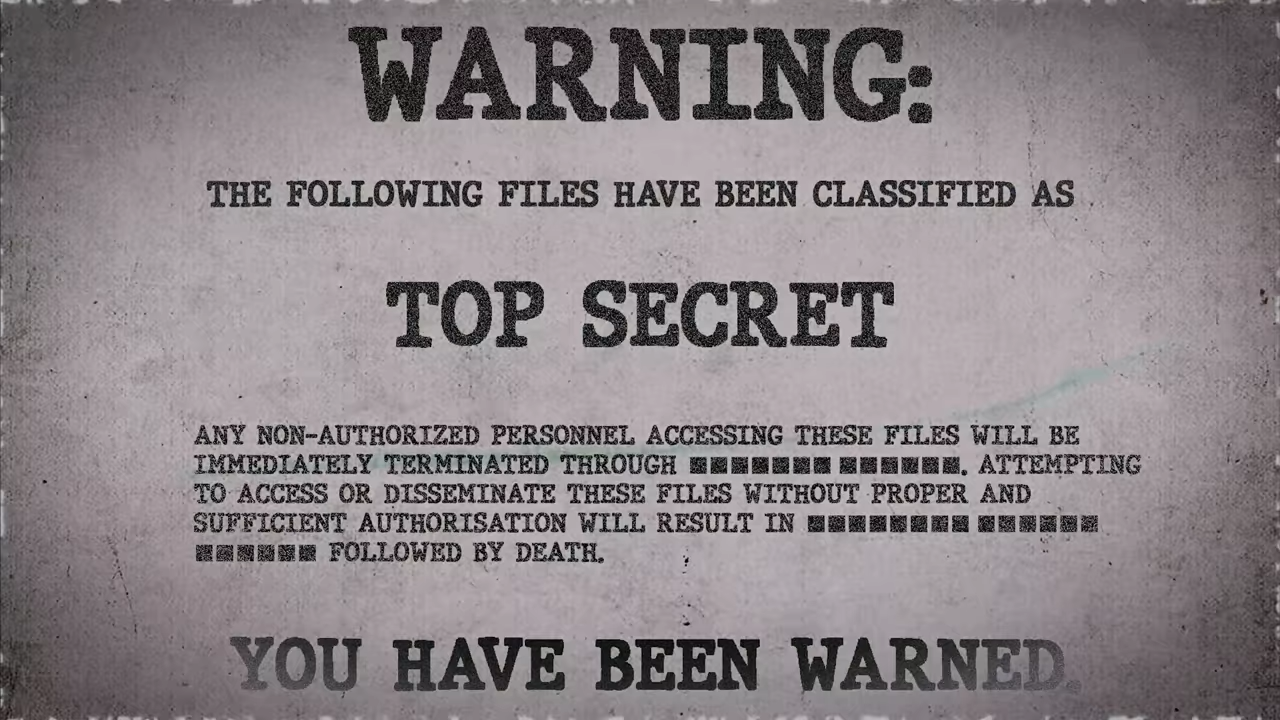 WARNING:
THE FOLLOWING FILES HAVE BEEN CLASSIFIED AS
TOP SECRET
ANY NON-AUTHORIZED PERSONNEL ACCESSING THESE FILES WILL BE
IMMEDIATELY TERMINATED THROUGH ■■■■■■■ ■■■■■■. ATTEMPTING
TO ACCESS OR DISSEMINATE THESE FILES WITHOUT PROPER AND
SUFFICIENT AUTHORISATION WILL RESULT IN ■■■■■■■■ ■■■■■■
■■■■■■ FOLLOWED BY DEATH.
YOU HAVE BEEN WARNED.